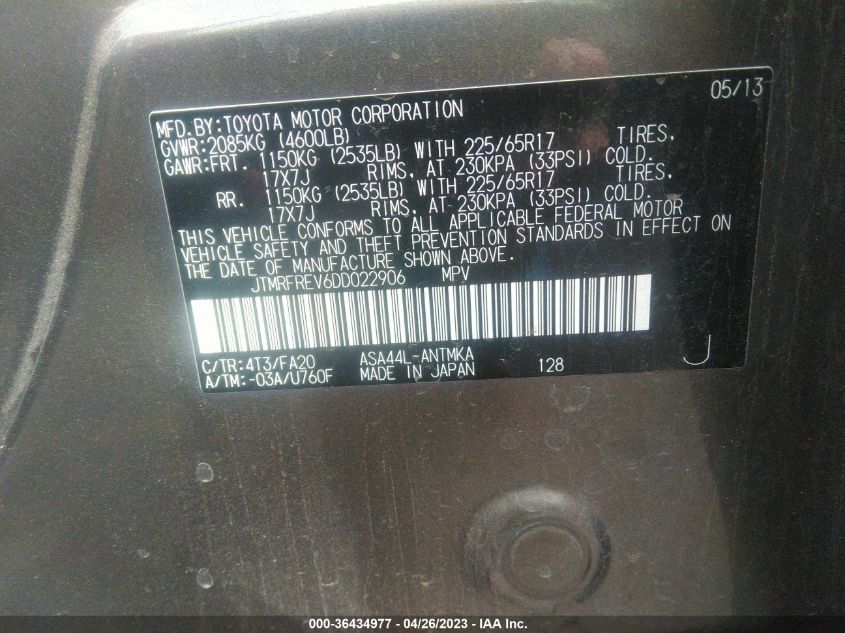 05/13
MFD.BY:TOYOTA MOTOR CORPORATION
GVWR:2085KG (4600LB)
GAWR:FRT. 1150KG (2535LB) WITH 225/65R17 TIRES,
17X7J RIMS, AT 230KPA (33PSI) COLD.
RR. 1150KG (2535LB) WITH 225/65R17 TIRES,
17X7J RIMS, AT 230KPA (33PSI) COLD.
THIS VEHICLE CONFORMS TO ALL APPLICABLE FEDERAL MOTOR
VEHICLE SAFETY AND THEFT PREVENTION STANDARDS IN EFFECT ON
THE DATE OF MANUFACTURE SHOWN ABOVE.
JTMRFREV6DD022906 MPV
C/TR:4T3/FA20 ASA44L-ANTMKA
A/TM:-03A/U760F MADE IN JAPAN 128 J
000-36434977 - 04/26/2023 - IAA Inc.